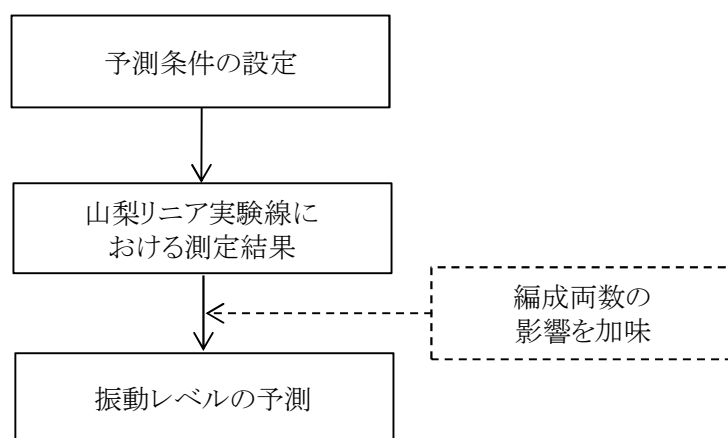 予測条件の設定
山梨リニア実験線に
おける測定結果
編成両数の
影響を加味
振動レベルの予測